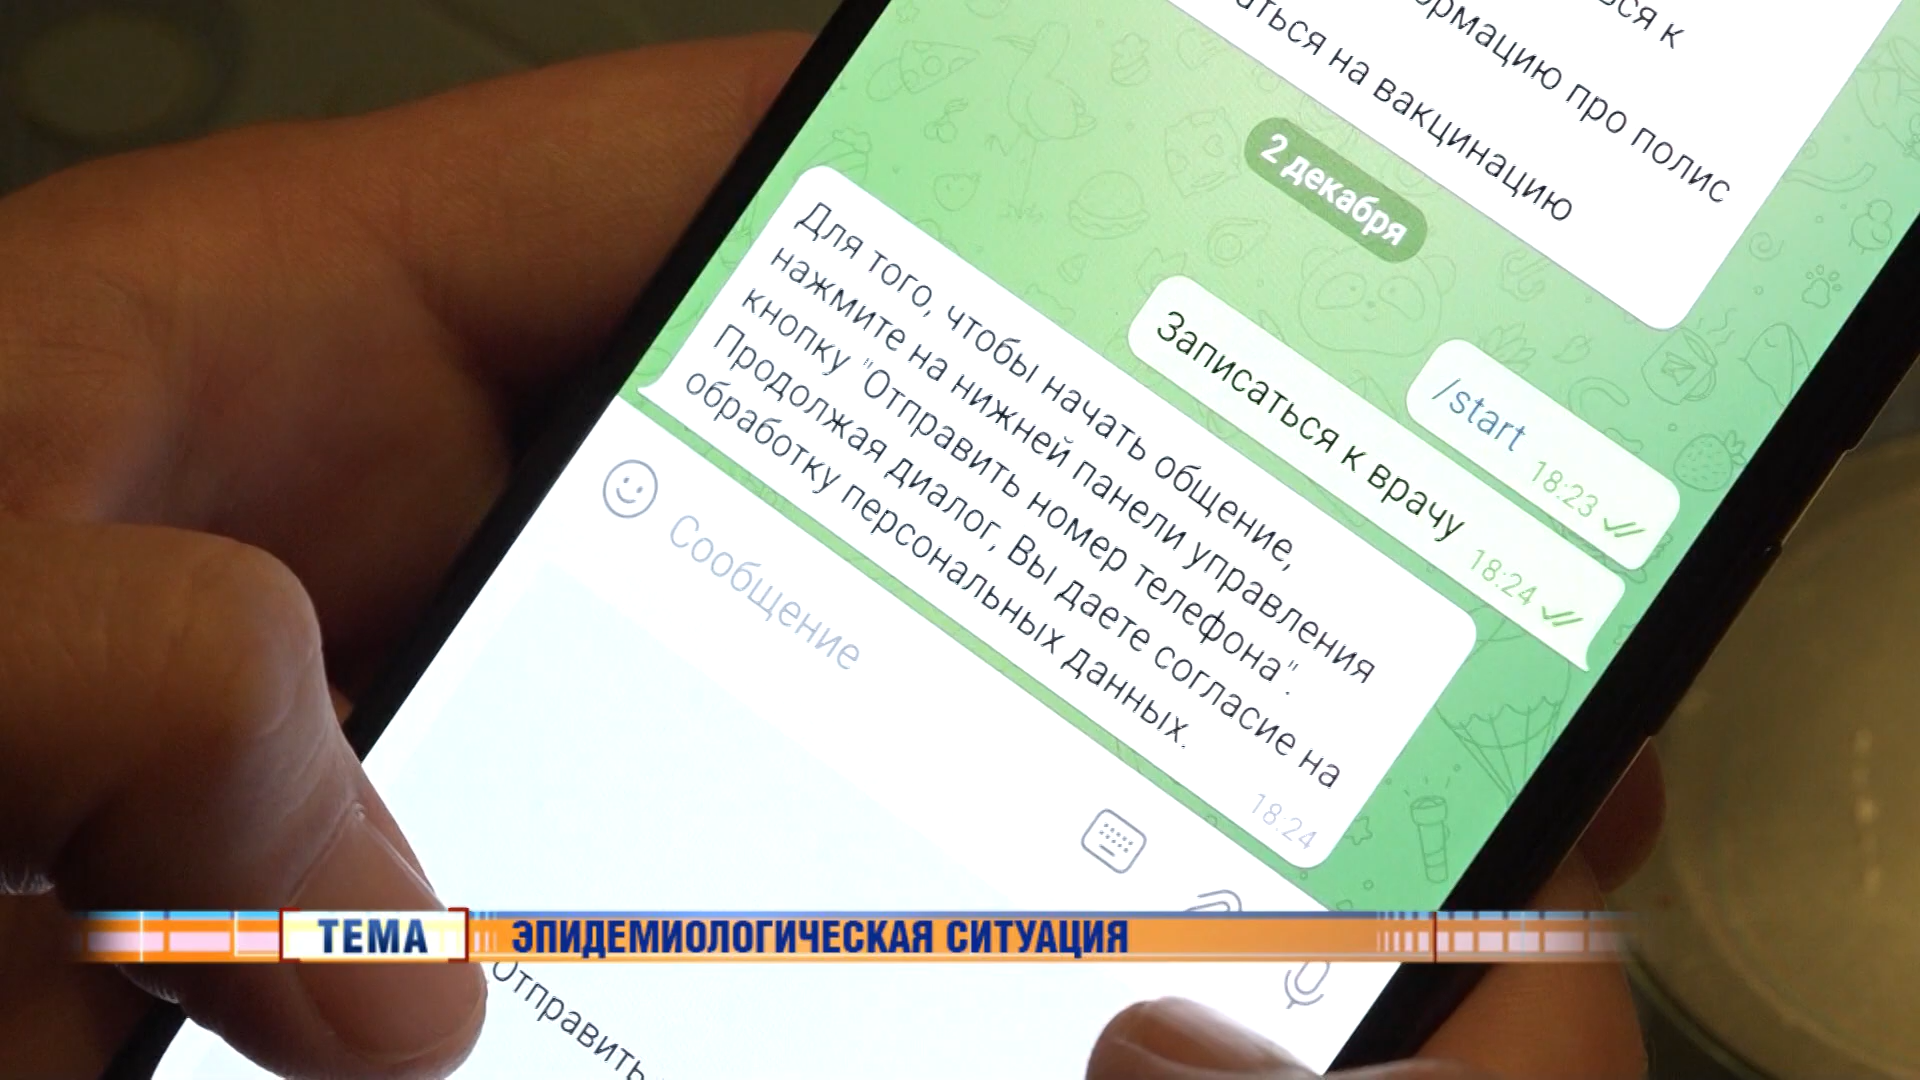 к
про полис
на вакцинацию
2 декабря
/start
18:23
Записаться к врачу
18:24
Для того, чтобы начать общение,
нажмите на нижней панели управления
кнопку "Отправить номер телефона".
Продолжая диалог, Вы даете согласие на
обработку персональных данных.
18:24
Сообщение
ТЕМА
ЭПИДЕМИОЛОГИЧЕСКАЯ СИТУАЦИЯ
Отправить